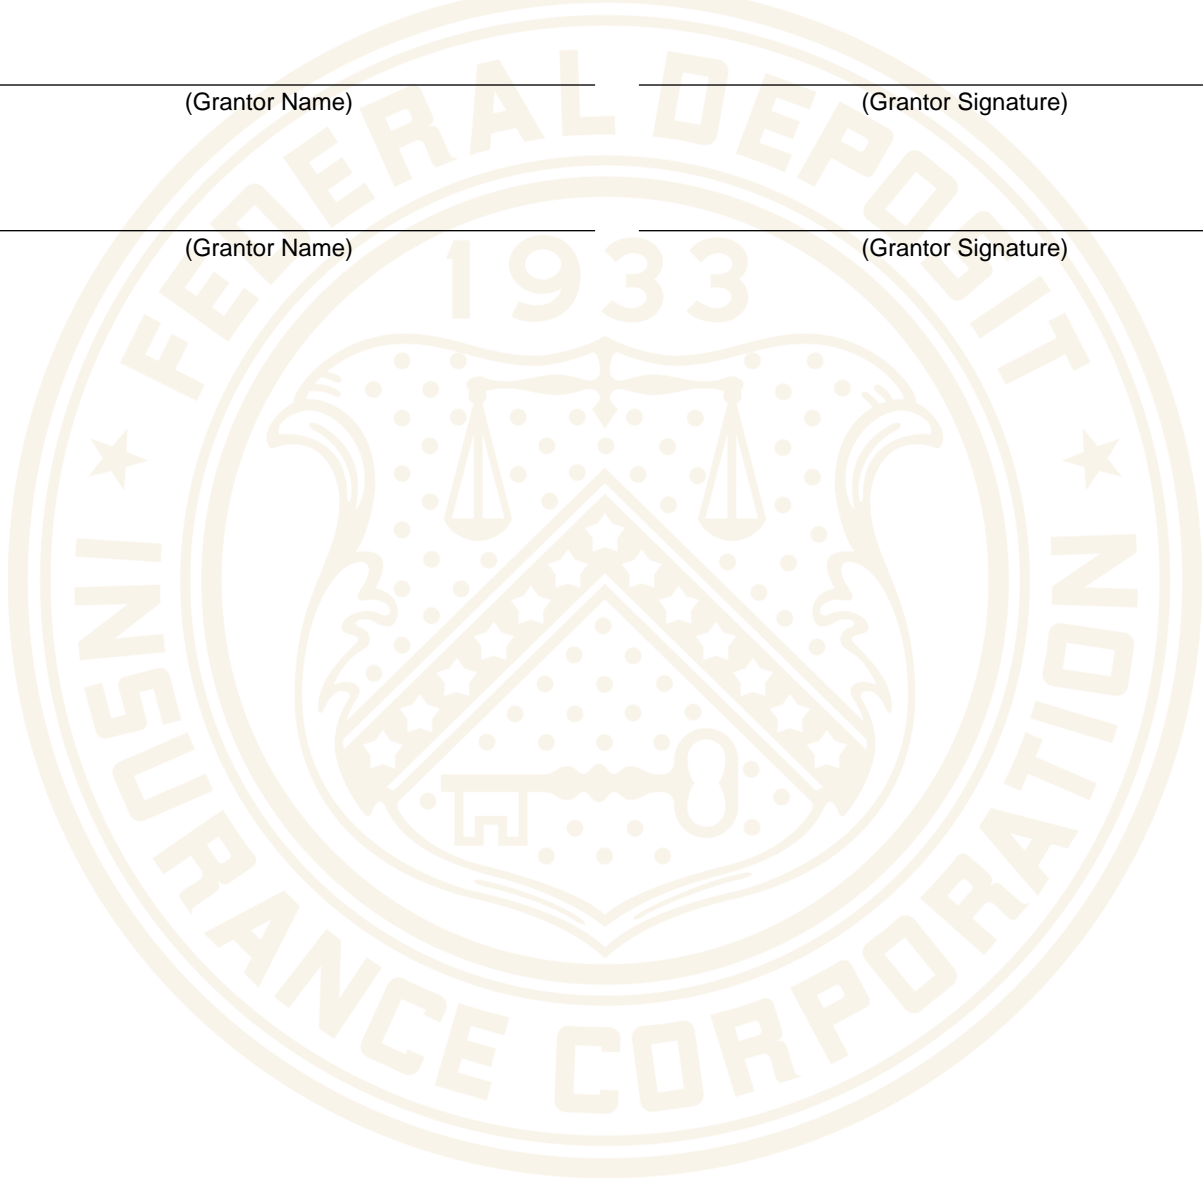 (Grantor Name) (Grantor Signature)
(Grantor Name) (Grantor Signature)
FEDERAL DEPOSIT
INSURANCE CORPORATION
1933